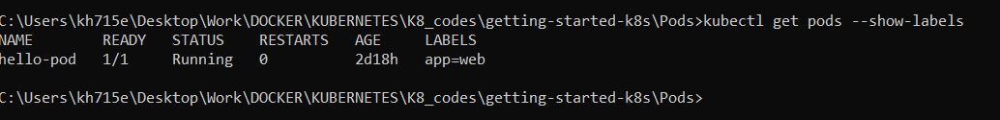 C:\Users\kh715e\Desktop\Work\DOCKER\KUBERNETES\K8_codes\getting-started-k8s\Pods>kubectl get pods --show-labels
NAME READY STATUS RESTARTS AGE LABELS
hello-pod 1/1 Running 0 2d18h app=web
C:\Users\kh715e\Desktop\Work\DOCKER\KUBERNETES\K8_codes\getting-started-k8s\Pods>